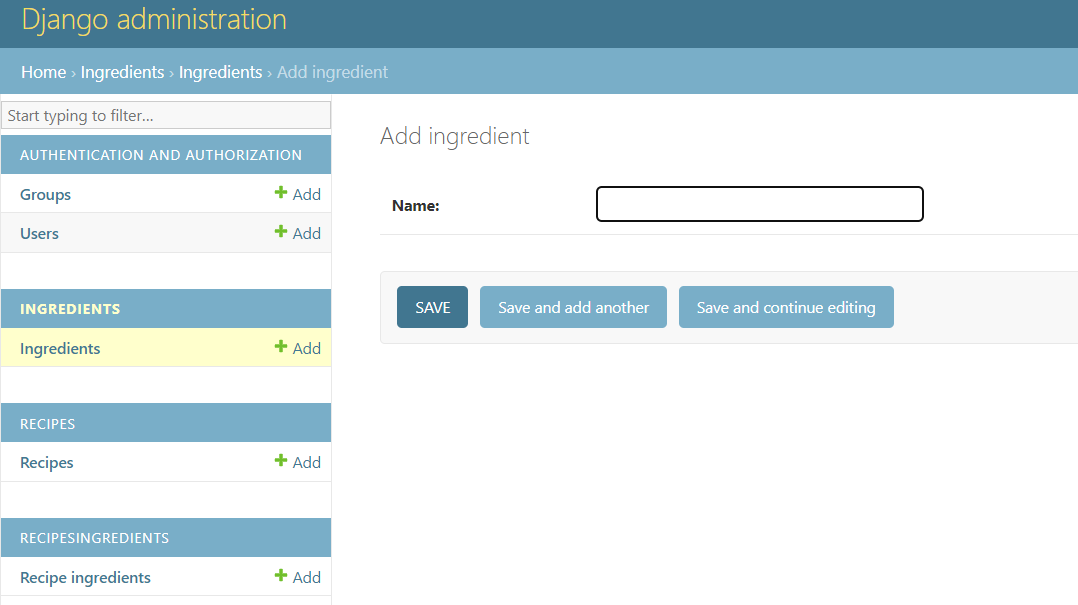 Django administration
Home › Ingredients › Ingredients › Add ingredient
Start typing to filter...
AUTHENTICATION AND AUTHORIZATION
Groups + Add
Users + Add
INGREDIENTS
Ingredients + Add
RECIPES
Recipes + Add
RECIPESINGREDIENTS
Recipe ingredients + Add
Add ingredient
Name:
SAVE Save and add another Save and continue editing